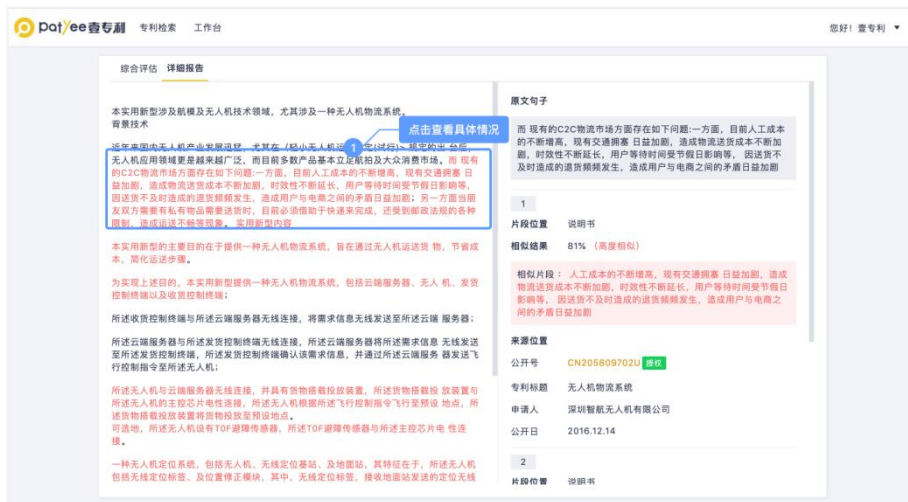 patyee壹专利 专利检索 工作台 您好！壹专利
综合评估 详细报告
本实用新型涉及航模及无人机技术领域，尤其涉及一种无人机物流系统。
背景技术
点击查看具体情况
1
近年来国内无人机产业发展迅猛，尤其在《轻小无人机运 定(试行)> 规定的出 台后，
无人机应用领域更是越来越广泛，而目前多数产品基本立足航拍及大众消费市场。而 现有
的C2C物流市场方面存在如下问题:一方面，目前人工成本的不断增高，现有交通拥塞 日
益加剧，造成物流送货成本不断加剧，时效性不断延长，用户等待时间受节假日影响等，
因送货不及时造成的退货频频发生，造成用户与电商之间的矛盾日益加剧；另一方面当朋
友双方需要有私有物品需要送货时，目前必须借助于快递来完成，还受到邮政法规的各种
限制，造成运送不畅等现象。 实用新型内容
本实用新型的主要目的在于提供一种无人机物流系统，旨在通过无人机运送货 物，节省成
本，简化运送步骤。
为实现上述目的，本实用新型提供一种无人机物流系统，包括云端服务器、无人 机、发货
控制终端以及收货控制终端；
所述收货控制终端与所述云端服务器无线连接，将需求信息无线发送至所述云端 服务器；
所述云端服务器与所述发货控制终端无线连接，所述云端服务器将所述需求信息 无线发送
至所述发货控制终端，所述发货控制终端确认该需求信息，并通过所述云端服务 器发送飞
行控制指令至所述无人机；
所述无人机与云端服务器无线连接，并具有货物搭载投放装置，所述货物搭载投 放装置与
所述无人机的主控芯片电性连接，所述无人机根据所述飞行控制指令飞行至预设 地点，所
述货物搭载投放装置将货物投放至预设地点。
可选地，所述无人机设有TOF避障传感器，所述TOF避障传感器与所述主控芯片电 性连
接。
一种无人机定位系统，包括无人机、无线定位基站、及地面站，其特征在于，所述无人机
包括无线定位标签、及位置修正模块，其中，无线定位标签，接收地面站发送的定位无线
原文句子
而 现有的C2C物流市场方面存在如下问题:一方面，目前人工成本
的不断增高，现有交通拥塞 日益加剧，造成物流送货成本不断加
剧，时效性不断延长，用户等待时间受节假日影响等， 因送货不
及时造成的退货频频发生，造成用户与电商之间的矛盾日益加剧
1
片段位置 说明书
相似结果 81% （高度相似）
相似片段： 人工成本的不断增高，现有交通拥塞 日益加剧，造成
物流送货成本不断加剧，时效性不断延长，用户等待时间受节假日
影响等， 因送货不及时造成的退货频频发生，造成用户与电商之
间的矛盾日益加剧
来源位置
公开号 CN205809702U 授权
专利标题 无人机物流系统
申请人 深圳智航无人机有限公司
公开日 2016.12.14
2
片段位置 说明书